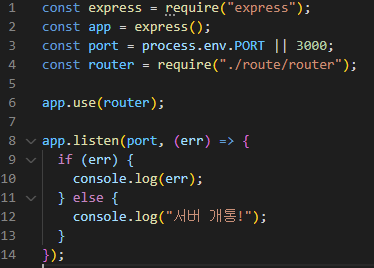 1 const express = require("express");
2 const app = express();
3 const port = process.env.PORT || 3000;
4 const router = require("./route/router");
5
6 app.use(router);
7
8 app.listen(port, (err) => {
9 if (err) {
10 console.log(err);
11 } else {
12 console.log("서버 개통!");
13 }
14 });